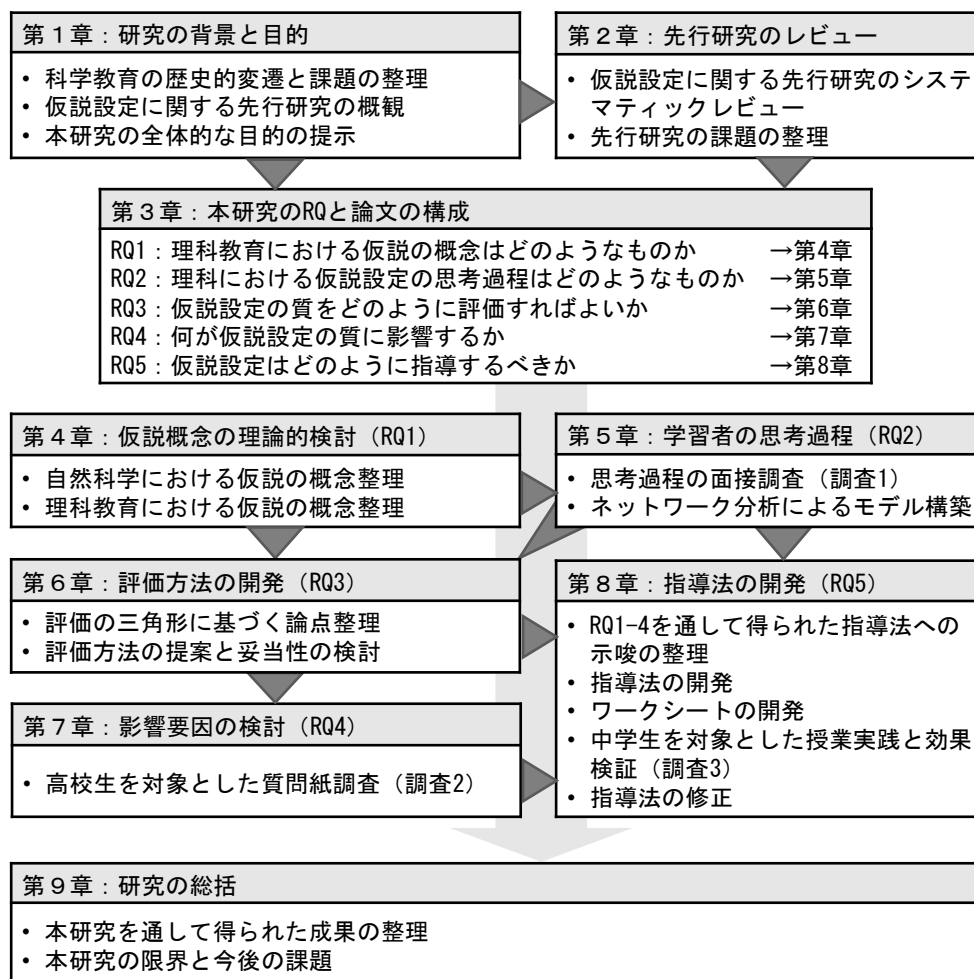 第１章：研究の背景と目的
• 科学教育の歴史的変遷と課題の整理
• 仮説設定に関する先行研究の概観
• 本研究の全体的な目的の提示
第２章：先行研究のレビュー
• 仮説設定に関する先行研究のシステ
マティックレビュー
• 先行研究の課題の整理
第３章：本研究のRQと論文の構成
RQ1：理科教育における仮説の概念はどのようなものか →第4章
RQ2：理科における仮説設定の思考過程はどのようなものか →第5章
RQ3：仮説設定の質をどのように評価すればよいか →第6章
RQ4：何が仮説設定の質に影響するか →第7章
RQ5：仮説設定はどのように指導するべきか →第8章
第４章：仮説概念の理論的検討（RQ1）
• 自然科学における仮説の概念整理
• 理科教育における仮説の概念整理
第５章：学習者の思考過程（RQ2）
• 思考過程の面接調査（調査1）
• ネットワーク分析によるモデル構築
第６章：評価方法の開発（RQ3）
• 評価の三角形に基づく論点整理
• 評価方法の提案と妥当性の検討
第７章：影響要因の検討（RQ4）
• 高校生を対象とした質問紙調査（調査2）
第８章：指導法の開発（RQ5）
• RQ1-4を通して得られた指導法への
示唆の整理
• 指導法の開発
• ワークシートの開発
• 中学生を対象とした授業実践と効果
検証（調査3）
• 指導法の修正
第９章：研究の総括
• 本研究を通して得られた成果の整理
• 本研究の限界と今後の課題